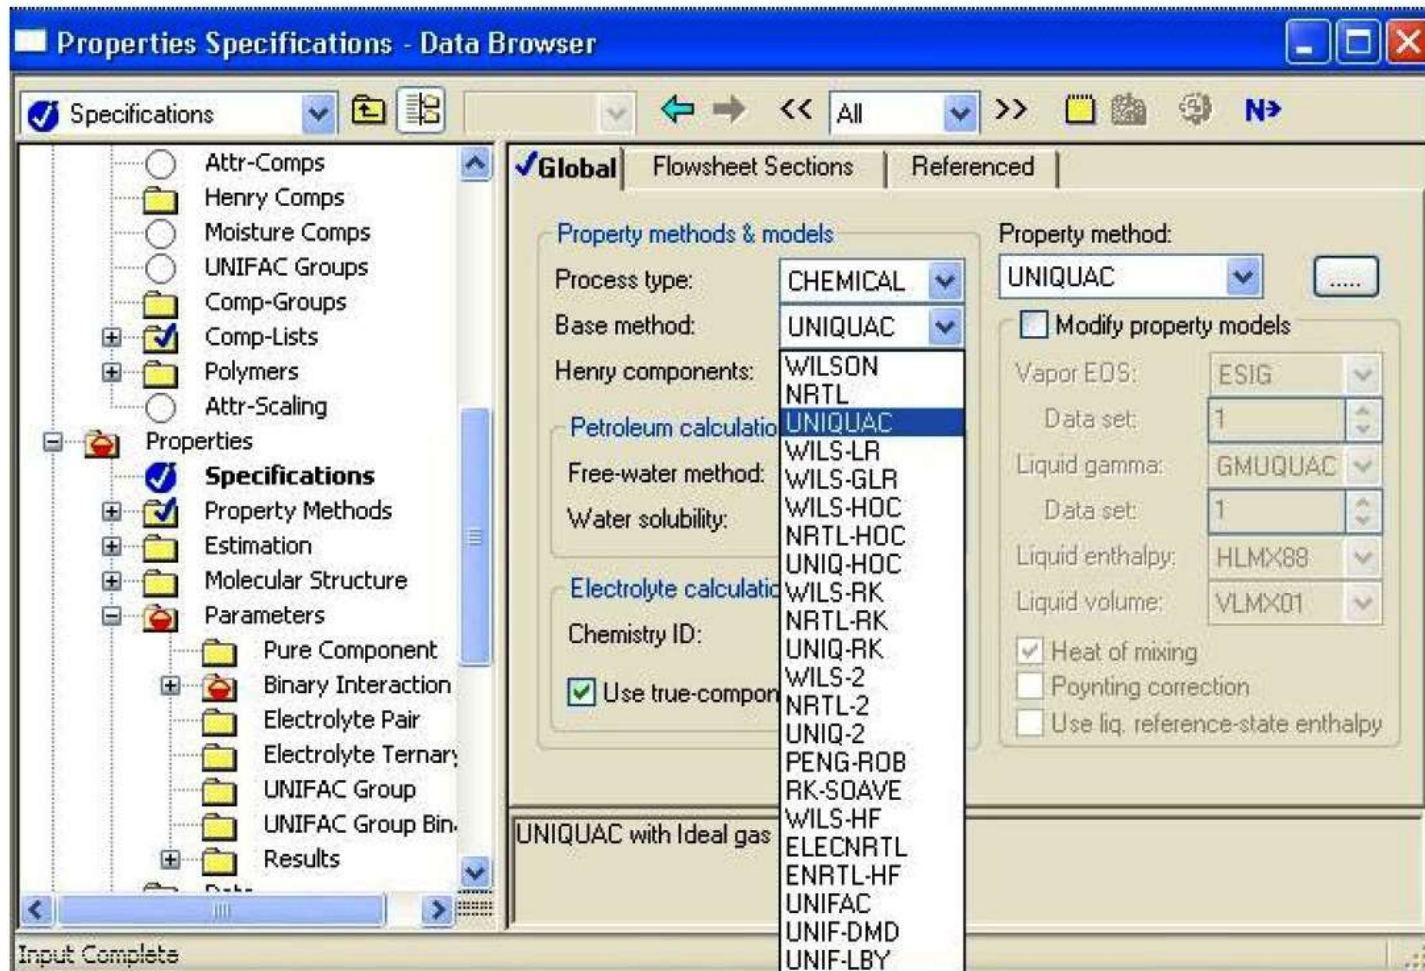 Properties Specifications - Data Browser
Specifications
<< All >> N>
Attr-Comps
Henry Comps
Moisture Comps
UNIFAC Groups
Comp-Groups
Comp-Lists
Polymers
Attr-Scaling
Properties
Specifications
Property Methods
Estimation
Molecular Structure
Parameters
Pure Component
Binary Interaction
Electrolyte Pair
Electrolyte Ternary
UNIFAC Group
UNIFAC Group Bin
Results
Global Flowsheet Sections Referenced
Property methods & models
Process type: CHEMICAL
Base method: UNIQUAC
Henry components:
Petroleum calculatio
Free-water method:
Water solubility:
Electrolyte calculatio
Chemistry ID:
Use true-compon
WILSON
NRTL
UNIQUAC
WILS-LR
WILS-GLR
WILS-HOC
NRTL-HOC
UNIQ-HOC
WILS-RK
NRTL-RK
UNIQ-RK
WILS-2
NRTL-2
UNIQ-2
PENG-ROB
RK-SOAVE
WILS-HF
ELECNRTL
ENRTL-HF
UNIFAC
UNIF-DMD
UNIF-LBY
Property method:
UNIQUAC .....
Modify property models
Vapor EOS: ESIG
Data set: 1
Liquid gamma: GMUQUAC
Data set: 1
Liquid enthalpy: HLMX88
Liquid volume: VLMX01
Heat of mixing
Poynting correction
Use liq. reference-state enthalpy
UNIQUAC with Ideal gas
Input Complete